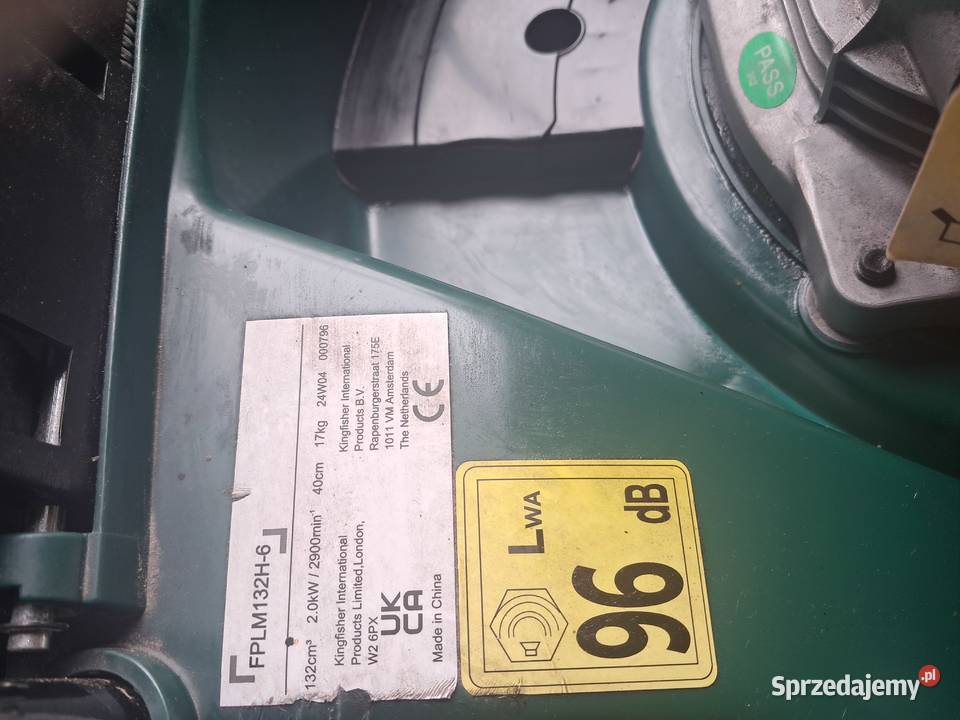 FPLM132H-6
132cm³ 2.0kW / 2900min⁻¹ 40cm 17kg 24W04 000796
Kingfisher International
Products Limited,London,
W2 6PX
UK
CA
Made in China
Kingfisher International
Products B.V.
Rapenburgerstraat 175E
1011 VM Amsterdam
The Netherlands
CE
LWA
96
dB
PASS
Sprzedajemy.pl